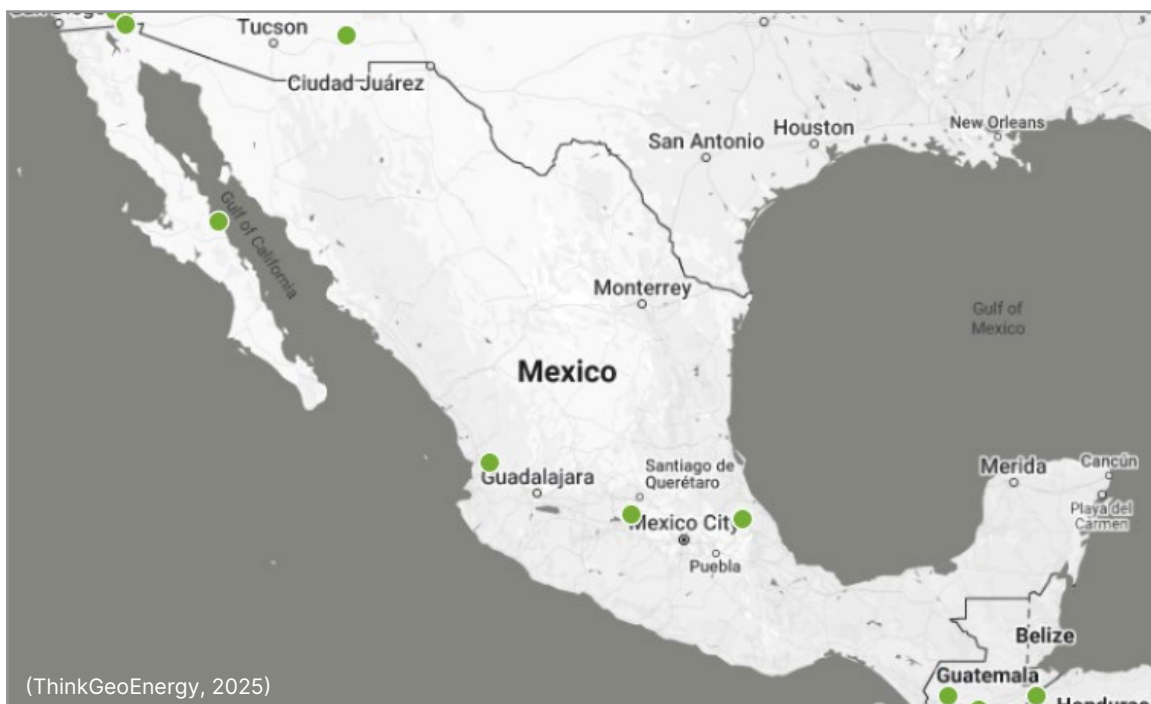 Tucson
Ciudad Juárez
San Antonio
Houston
New Orleans
Gulf of California
Monterrey
Gulf of
Mexico
Mexico
Guadalajara
Santiago de
Querétaro
Mexico City
Puebla
Merida
Cancún
Playa del
Carmen
Belize
Guatemala
Honduras
(ThinkGeoEnergy, 2025)